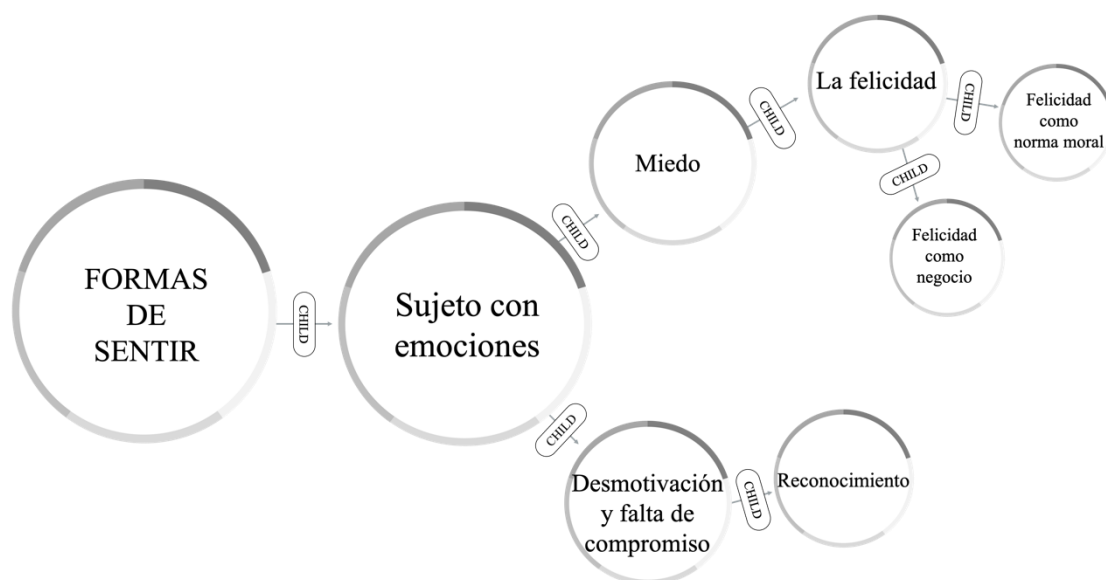 FORMAS
DE
SENTIR
CHILD
Sujeto con
emociones
CHILD
Miedo
CHILD
La felicidad
CHILD
Felicidad
como
norma moral
CHILD
Felicidad
como
negocio
CHILD
Desmotivación
y falta de
compromiso
CHILD
Reconocimiento